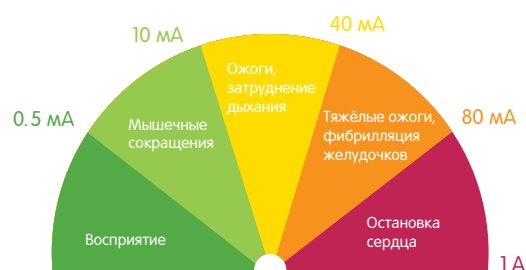 10 мА
40 мА
Ожоги,
затруднение
дыхания
0.5 мА
Мышечные
сокращения
Тяжёлые ожоги,
фибрилляция
желудочков
80 мА
Восприятие
Остановка
сердца
1 А